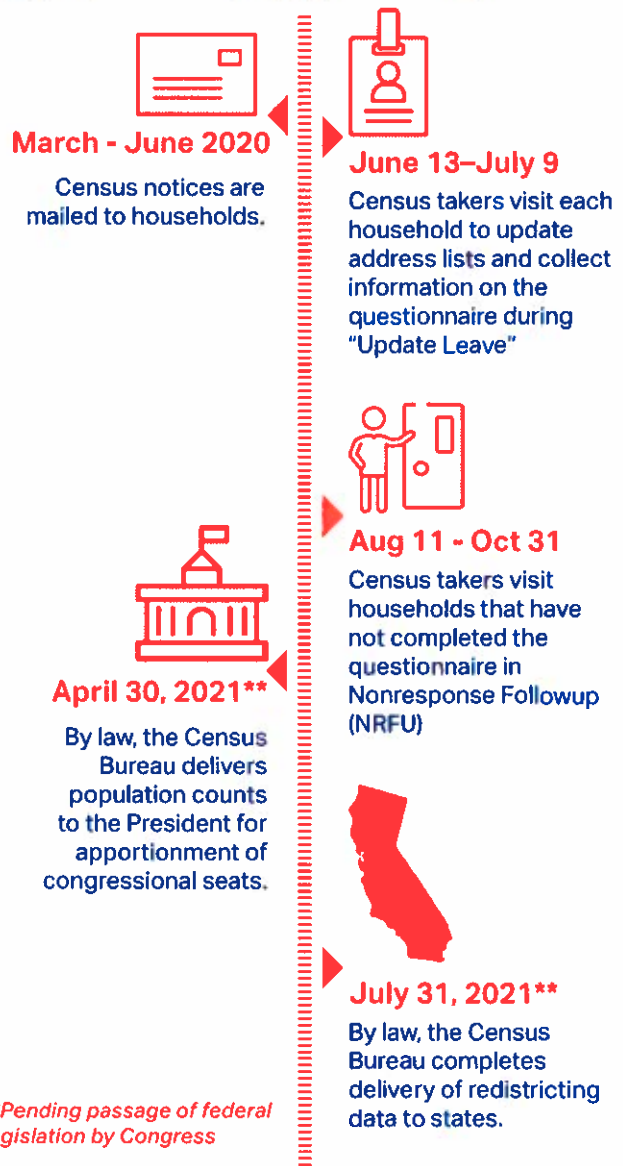 March - June 2020
Census notices are
mailed to households.
June 13–July 9
Census takers visit each
household to update
address lists and collect
information on the
questionnaire during
"Update Leave"
Aug 11 - Oct 31
Census takers visit
households that have
not completed the
questionnaire in
Nonresponse Followup
(NRFU)
April 30, 2021**
By law, the Census
Bureau delivers
population counts
to the President for
apportionment of
congressional seats.
July 31, 2021**
By law, the Census
Bureau completes
delivery of redistricting
data to states.
Pending passage of federal
gislation by Congress